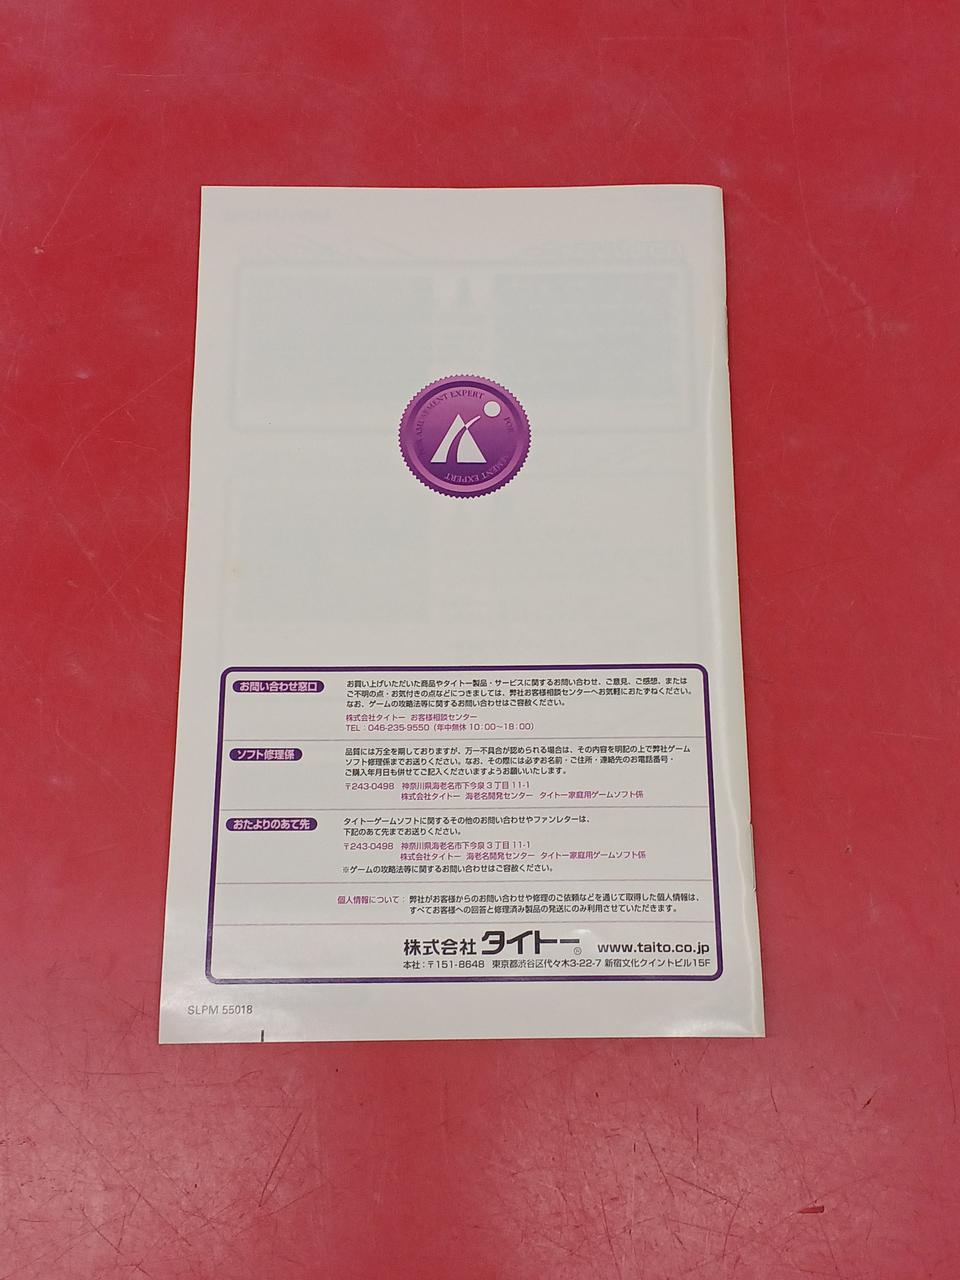 AMUSEMENT EXPERT FOR
EMENT EXPERT
お問い合わせ窓口
お買い上げいただいた商品やタイトー製品・サービスに関するお問い合わせ、ご意見、ご感想、または
ご不明の点・お気付きの点などにつきましては、弊社お客様相談センターへお気軽におたずねください。
なお、ゲームの攻略法等に関するお問い合わせはご容赦ください。
株式会社タイトー お客様相談センター
TEL：046-235-9550（年中無休 10：00〜18：00）
ソフト修理係
品質には万全を期しておりますが、万一不具合が認められる場合は、その内容を明記の上で弊社ゲーム
ソフト修理係までお送りください。なお、その際には必ずお名前・ご住所・連絡先のお電話番号・
ご購入年月日も併せてご記入くださいますようお願いいたします。
〒243-0498 神奈川県海老名市下今泉3丁目11-1
株式会社タイトー 海老名開発センター タイトー家庭用ゲームソフト係
おたよりのあて先
タイトーゲームソフトに関するその他のお問い合わせやファンレターは、
下記のあて先までお送りください。
〒243-0498 神奈川県海老名市下今泉3丁目11-1
株式会社タイトー 海老名開発センター タイトー家庭用ゲームソフト係
※ゲームの攻略法等に関するお問い合わせはご容赦ください。
個人情報について：弊社がお客様からのお問い合わせや修理のご依頼などを通じて取得した個人情報は、
すべてお客様への回答と修理済み製品の発送にのみ利用させていただきます。
株式会社 タイトー® www.taito.co.jp
本社：〒151-8648 東京都渋谷区代々木3-22-7 新宿文化クイントビル15F
SLPM 55018